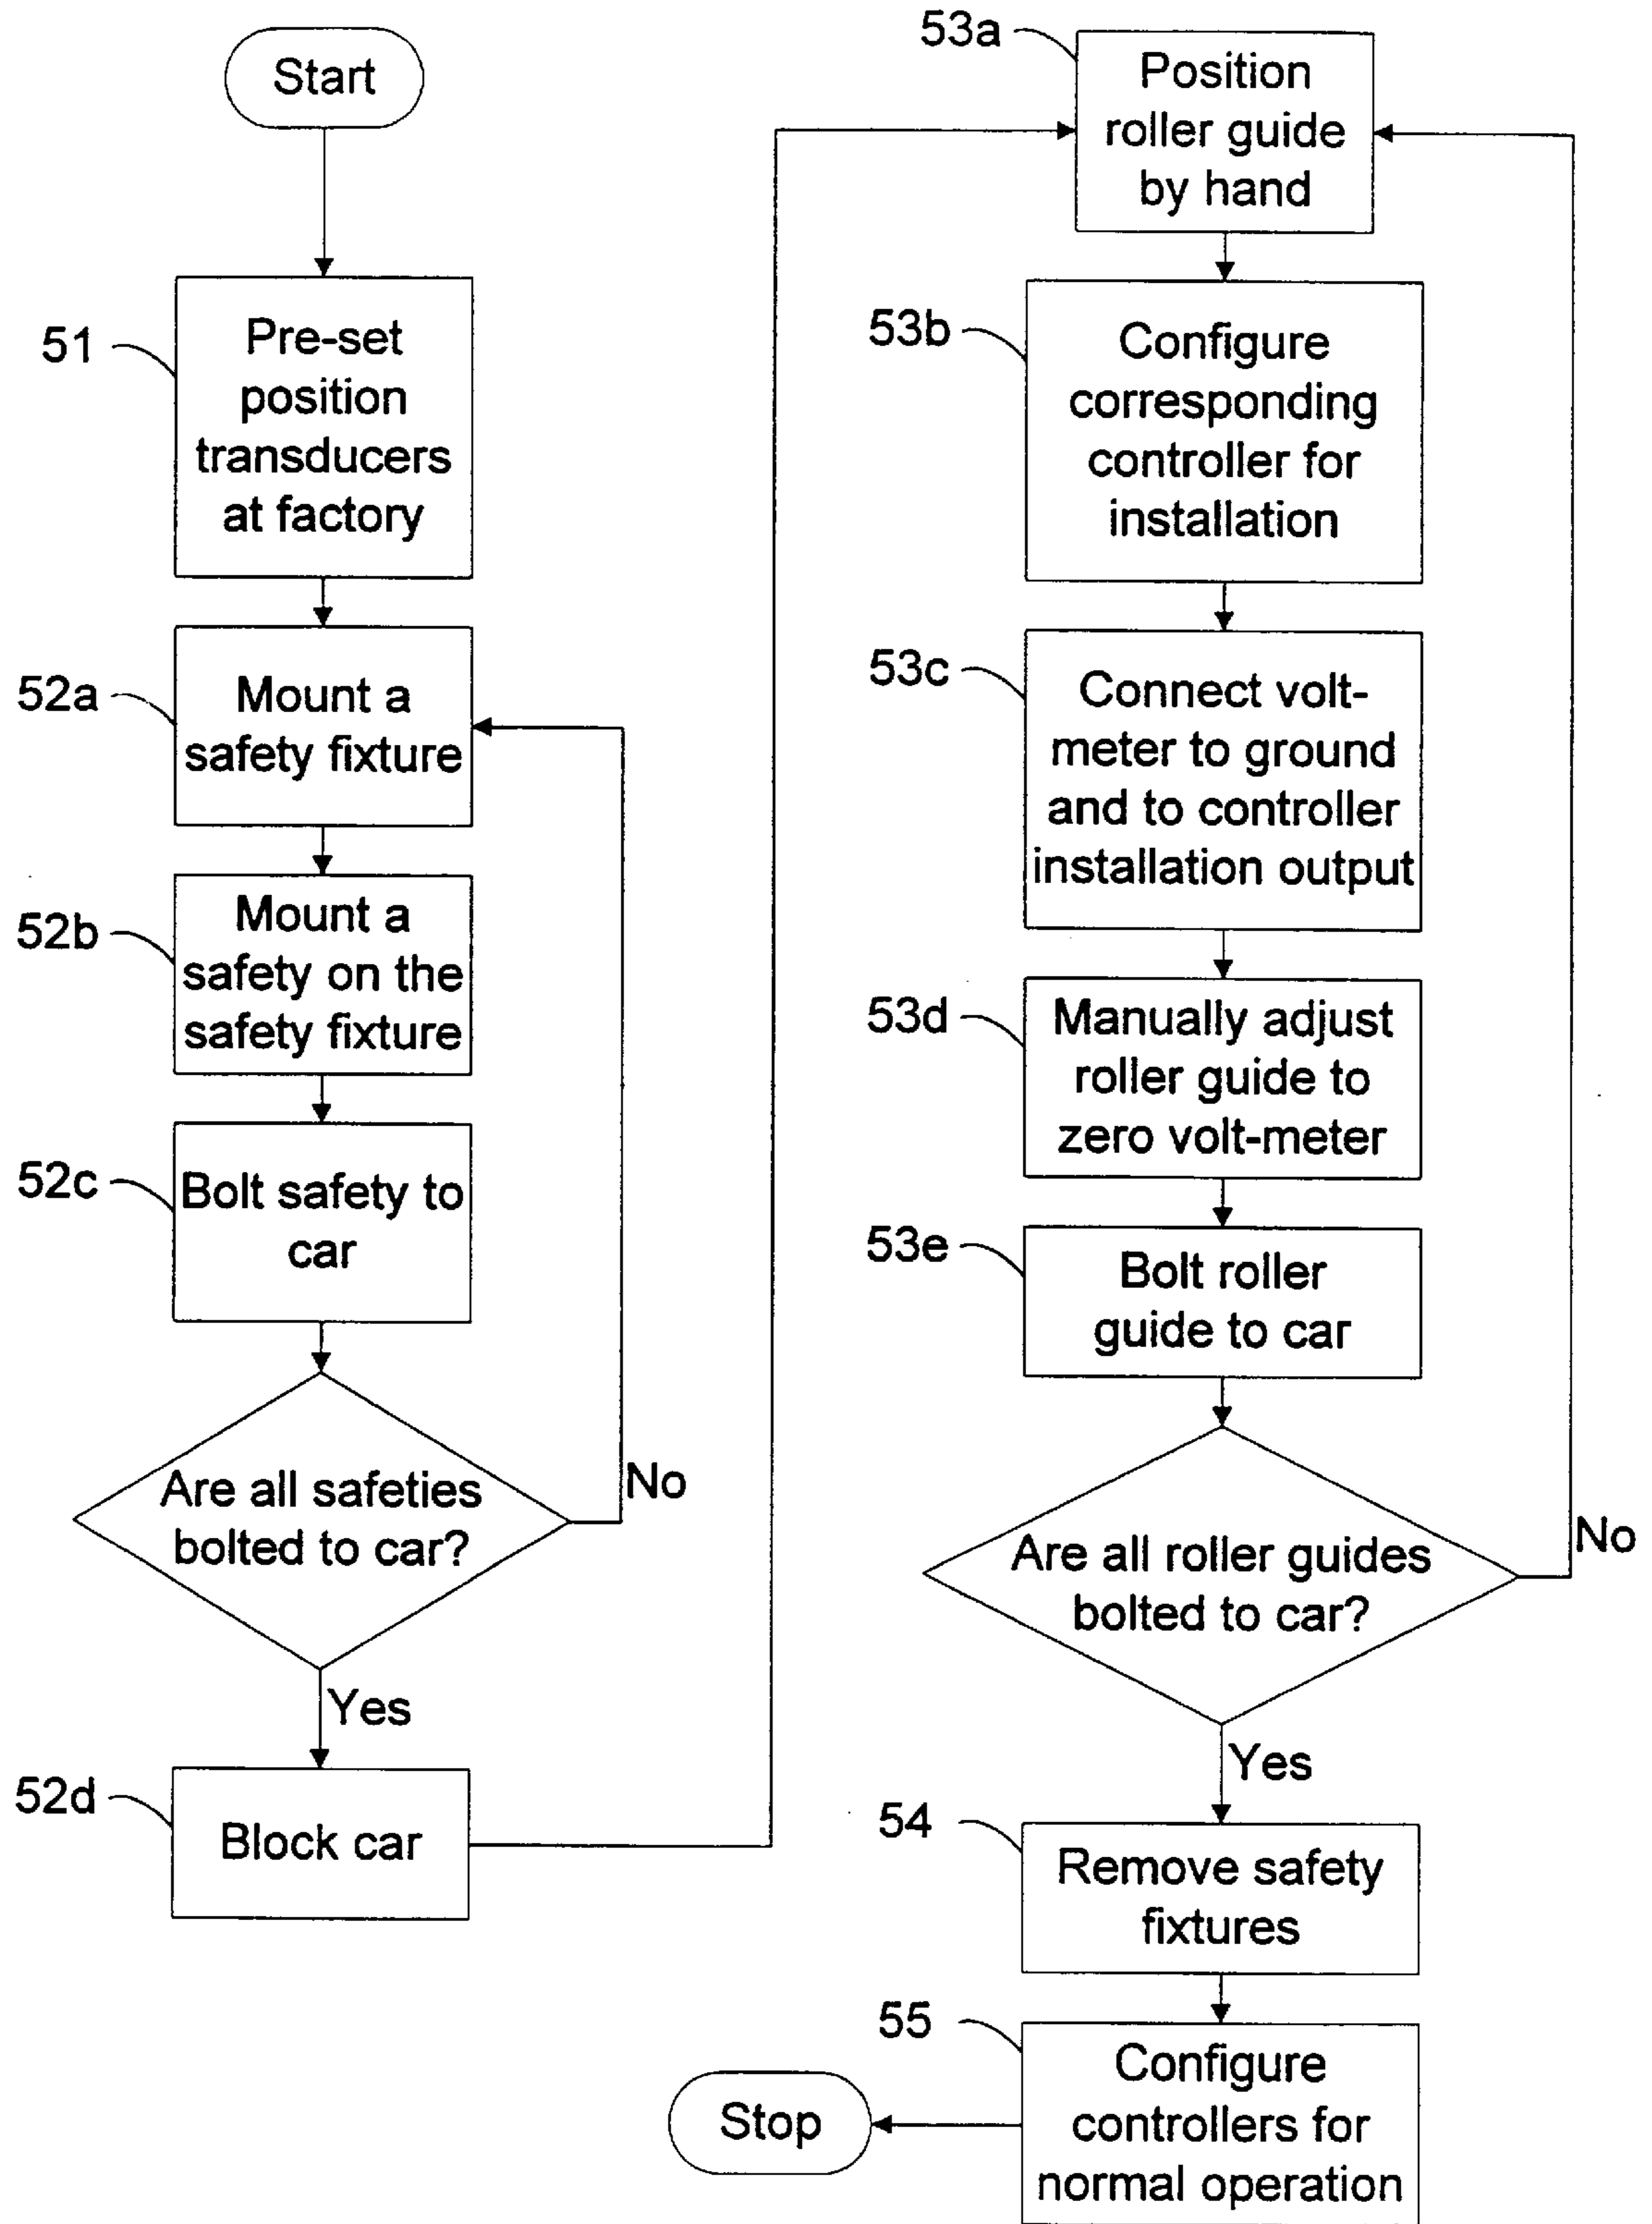 Start
51
Pre-set
position
transducers
at factory
52a
Mount a
safety fixture
52b
Mount a
safety on the
safety fixture
52c
Bolt safety to
car
Are all safeties
bolted to car?
No
Yes
52d
Block car
53a
Position
roller guide
by hand
53b
Configure
corresponding
controller for
installation
53c
Connect volt-
meter to ground
and to controller
installation output
53d
Manually adjust
roller guide to
zero volt-meter
53e
Bolt roller
guide to car
Are all roller guides
bolted to car?
No
Yes
54
Remove safety
fixtures
55
Configure
controllers for
normal operation
Stop